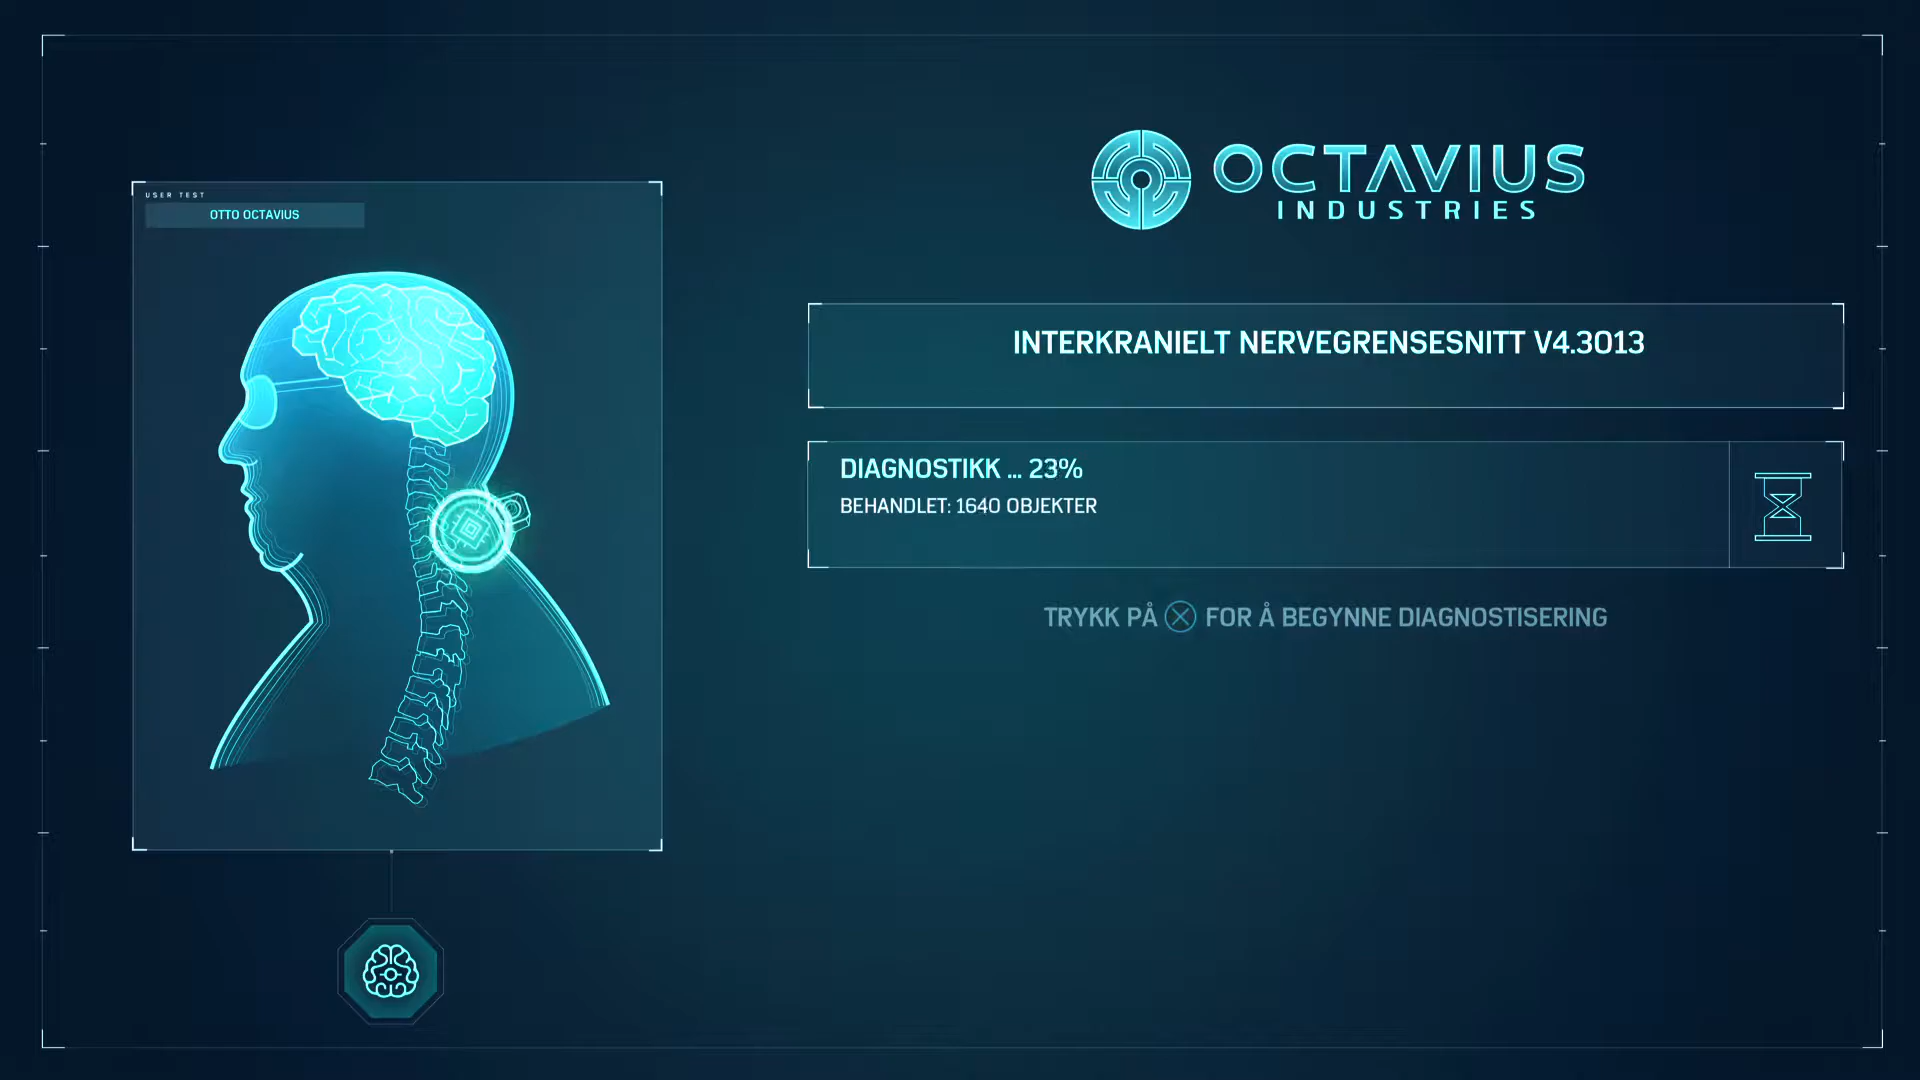 USER TEST
OTTO OCTAVIUS
OCTAVIUS
INDUSTRIES
INTERKRANIELT NERVEGRENSESNITT V4.3013
DIAGNOSTIKK ... 23%
BEHANDLET: 1640 OBJEKTER
TRYKK PÅ FOR Å BEGYNNE DIAGNOSTISERING